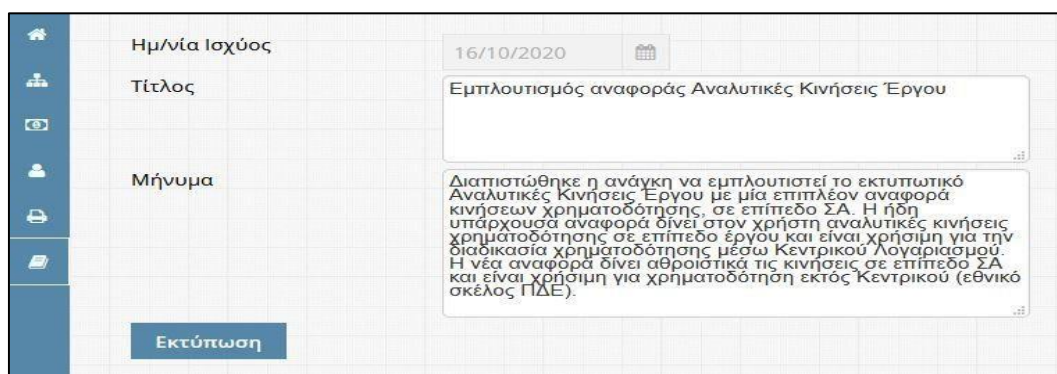 Ημ/νία Ισχύος
16/10/2020
Τίτλος
Εμπλουτισμός αναφοράς Αναλυτικές Κινήσεις Έργου
Μήνυμα
Διαπιστώθηκε η ανάγκη να εμπλουτιστεί το εκτυπωτικό
Αναλυτικές Κινήσεις Έργου με μία επιπλέον αναφορά
κινήσεων χρηματοδότησης, σε επίπεδο ΣΑ. Η ήδη
υπάρχουσα αναφορά δίνει στον χρήστη αναλυτικές κινήσεις
χρηματοδότησης σε επίπεδο έργου και είναι χρήσιμη για την
διαδικασία χρηματοδότησης μέσω Κεντρικού Λογαριασμού.
Η νέα αναφορά δίνει αθροιστικά τις κινήσεις σε επίπεδο ΣΑ
και είναι χρήσιμη για χρηματοδότηση εκτός Κεντρικού (εθνικό
σκέλος ΠΔΕ).
Εκτύπωση